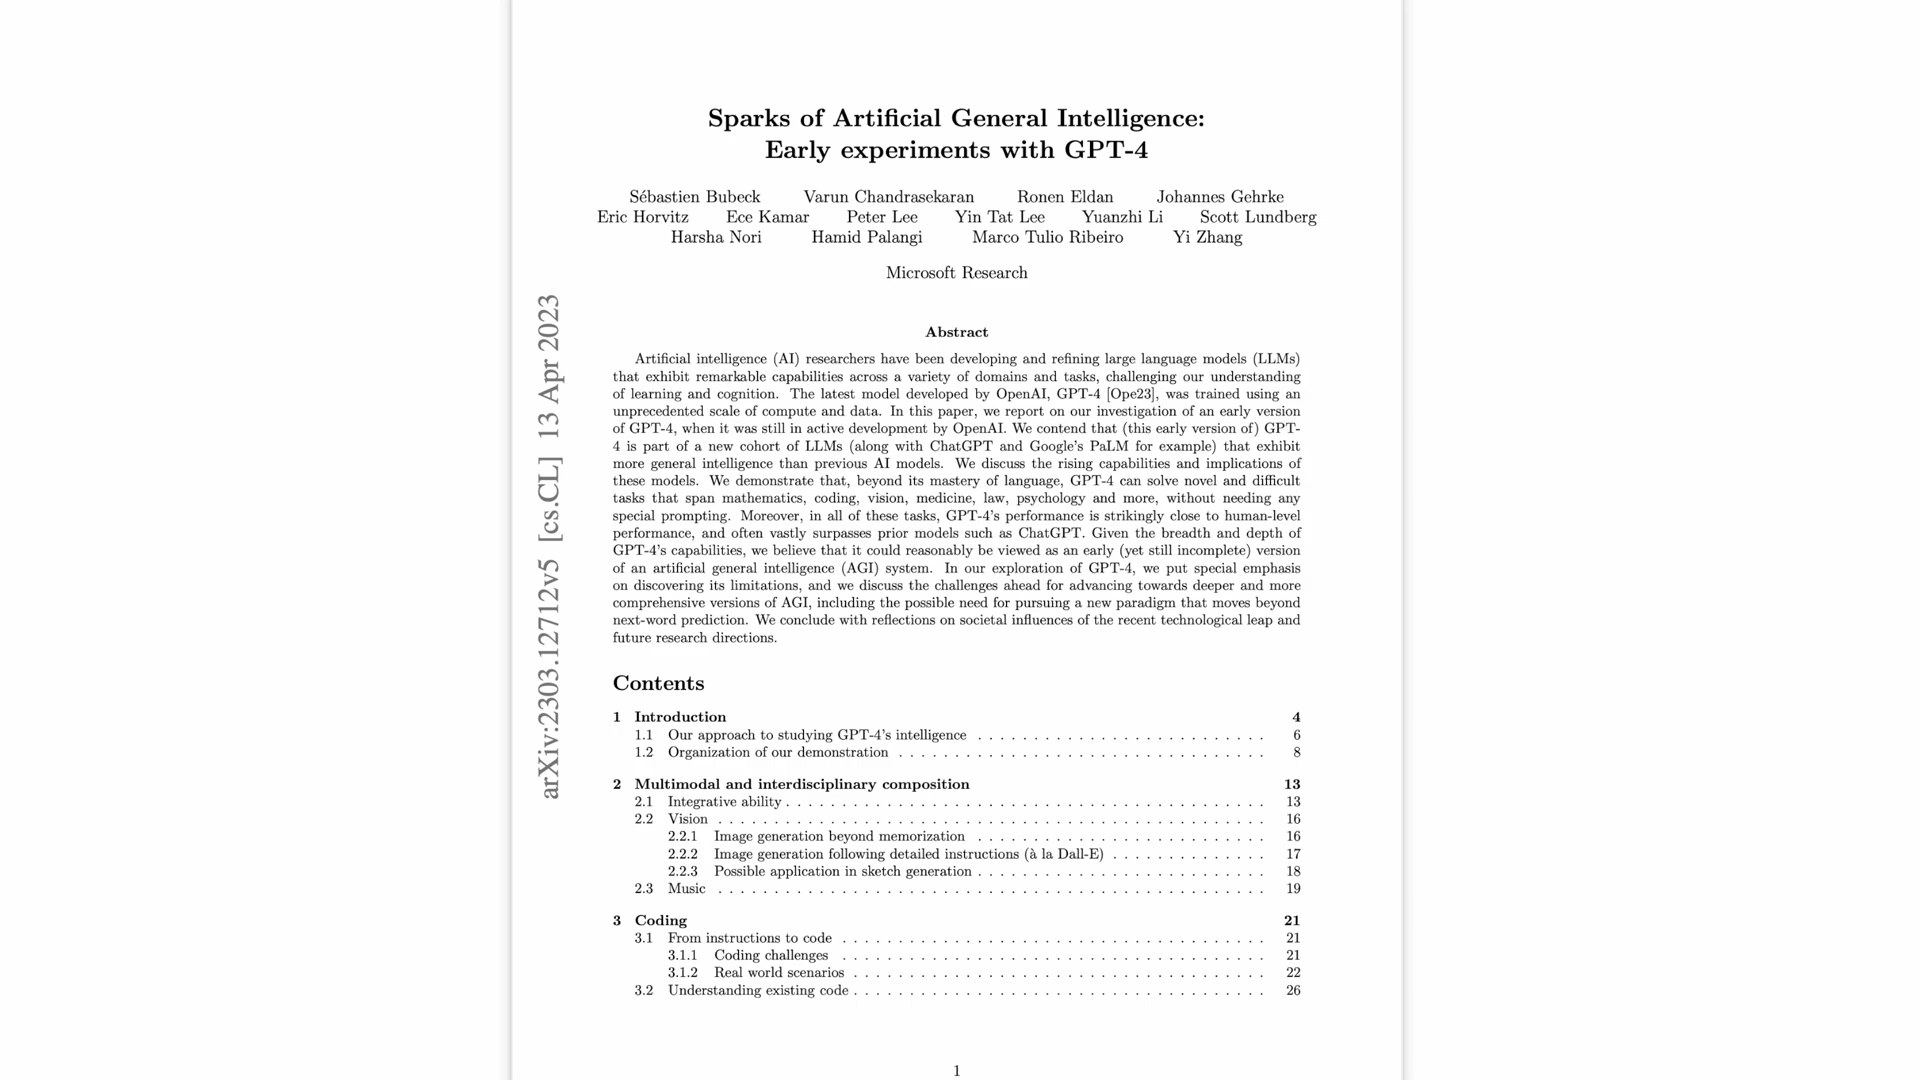 Sparks of Artificial General Intelligence:
Early experiments with GPT-4
Sébastien Bubeck Varun Chandrasekaran Ronen Eldan Johannes Gehrke
Eric Horvitz Ece Kamar Peter Lee Yin Tat Lee Yuanzhi Li Scott Lundberg
Harsha Nori Hamid Palangi Marco Tulio Ribeiro Yi Zhang
Microsoft Research
arXiv:2303.12712v5 [cs.CL] 13 Apr 2023
Abstract
Artificial intelligence (AI) researchers have been developing and refining large language models (LLMs)
that exhibit remarkable capabilities across a variety of domains and tasks, challenging our understanding
of learning and cognition. The latest model developed by OpenAI, GPT-4 [Ope23], was trained using an
unprecedented scale of compute and data. In this paper, we report on our investigation of an early version
of GPT-4, when it was still in active development by OpenAI. We contend that (this early version of) GPT-
4 is part of a new cohort of LLMs (along with ChatGPT and Google's PaLM for example) that exhibit
more general intelligence than previous AI models. We discuss the rising capabilities and implications of
these models. We demonstrate that, beyond its mastery of language, GPT-4 can solve novel and difficult
tasks that span mathematics, coding, vision, medicine, law, psychology and more, without needing any
special prompting. Moreover, in all of these tasks, GPT-4's performance is strikingly close to human-level
performance, and often vastly surpasses prior models such as ChatGPT. Given the breadth and depth of
GPT-4's capabilities, we believe that it could reasonably be viewed as an early (yet still incomplete) version
of an artificial general intelligence (AGI) system. In our exploration of GPT-4, we put special emphasis
on discovering its limitations, and we discuss the challenges ahead for advancing towards deeper and more
comprehensive versions of AGI, including the possible need for pursuing a new paradigm that moves beyond
next-word prediction. We conclude with reflections on societal influences of the recent technological leap and
future research directions.
Contents
1 Introduction 4
1.1 Our approach to studying GPT-4's intelligence . . . . . . . . . . . . . . . . . . . . . . . . . . 6
1.2 Organization of our demonstration . . . . . . . . . . . . . . . . . . . . . . . . . . . . . . . . . 8
2 Multimodal and interdisciplinary composition 13
2.1 Integrative ability . . . . . . . . . . . . . . . . . . . . . . . . . . . . . . . . . . . . . . . . . . . 13
2.2 Vision . . . . . . . . . . . . . . . . . . . . . . . . . . . . . . . . . . . . . . . . . . . . . . . . . 16
2.2.1 Image generation beyond memorization . . . . . . . . . . . . . . . . . . . . . . . . . . 16
2.2.2 Image generation following detailed instructions (à la Dall-E) . . . . . . . . . . . . . . 17
2.2.3 Possible application in sketch generation . . . . . . . . . . . . . . . . . . . . . . . . . . 18
2.3 Music . . . . . . . . . . . . . . . . . . . . . . . . . . . . . . . . . . . . . . . . . . . . . . . . . 19
3 Coding 21
3.1 From instructions to code . . . . . . . . . . . . . . . . . . . . . . . . . . . . . . . . . . . . . . 21
3.1.1 Coding challenges . . . . . . . . . . . . . . . . . . . . . . . . . . . . . . . . . . . . . . 21
3.1.2 Real world scenarios . . . . . . . . . . . . . . . . . . . . . . . . . . . . . . . . . . . . . 22
3.2 Understanding existing code . . . . . . . . . . . . . . . . . . . . . . . . . . . . . . . . . . . . . 26
1